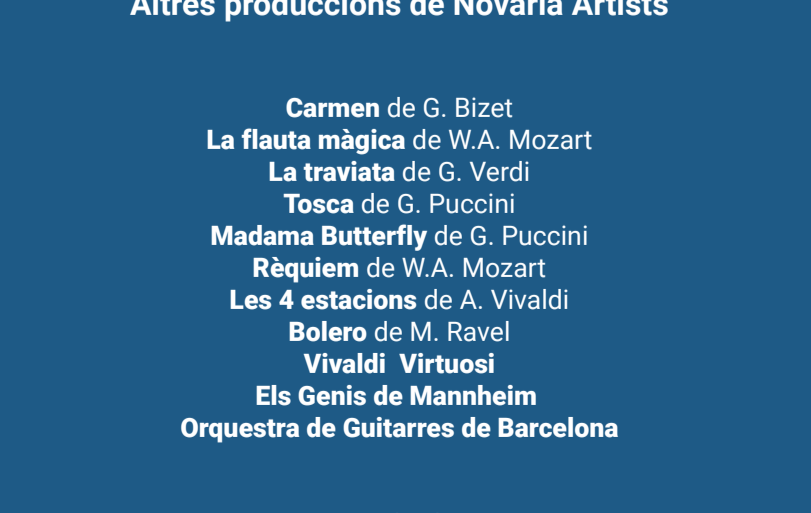 Altres produccions de Novaria Artists
Carmen de G. Bizet
La flauta màgica de W.A. Mozart
La traviata de G. Verdi
Tosca de G. Puccini
Madama Butterfly de G. Puccini
Rèquiem de W.A. Mozart
Les 4 estacions de A. Vivaldi
Bolero de M. Ravel
Vivaldi  Virtuosi
Els Genis de Mannheim
Orquestra de Guitarres de Barcelona